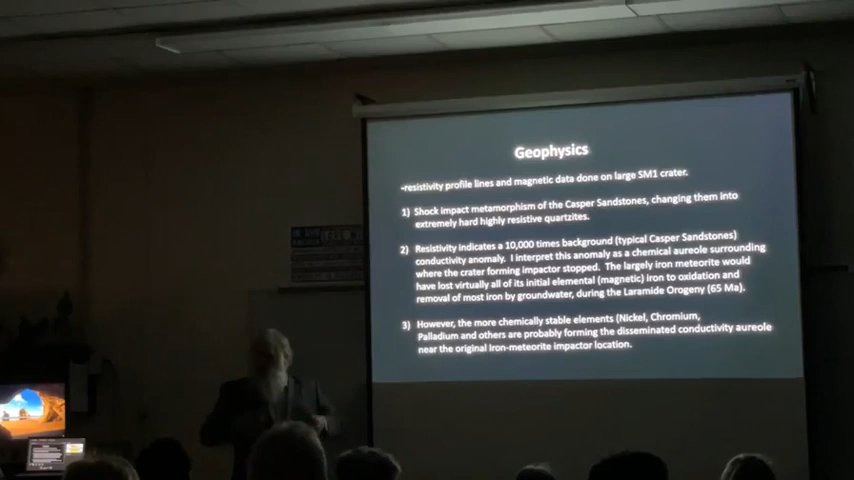 Geophysics
-resistivity profile lines and magnetic data done on large SM1 crater.
1) Shock impact metamorphism of the Casper Sandstones, changing them into
extremely hard highly resistive quartzites.
2) Resistivity indicates a 10,000 times background (typical Casper Sandstones)
conductivity anomaly. I interpret this anomaly as a chemical aureole surrounding
where the crater forming impactor stopped. The largely iron meteorite would
have lost virtually all of its initial elemental (magnetic) iron to oxidation and
removal of most iron by groundwater, during the Laramide Orogeny (65 Ma).
3) However, the more chemically stable elements (Nickel, Chromium,
Palladium and others are probably forming the disseminated conductivity aureole
near the original Iron-meteorite impactor location.